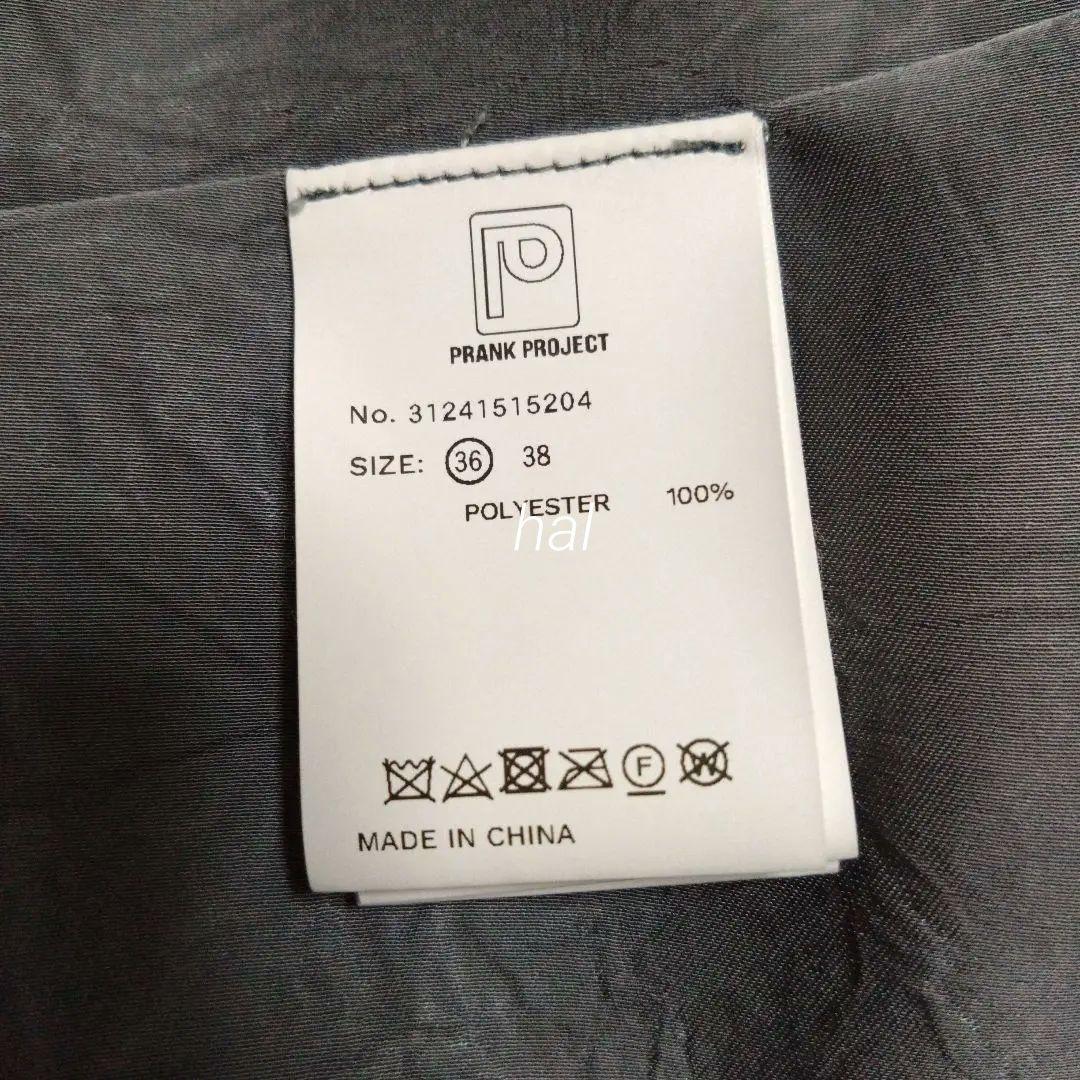 P
PRANK PROJECT
No. 31241515204
SIZE: 36 38
POLYESTER 100%
hal
F
W
MADE IN CHINA